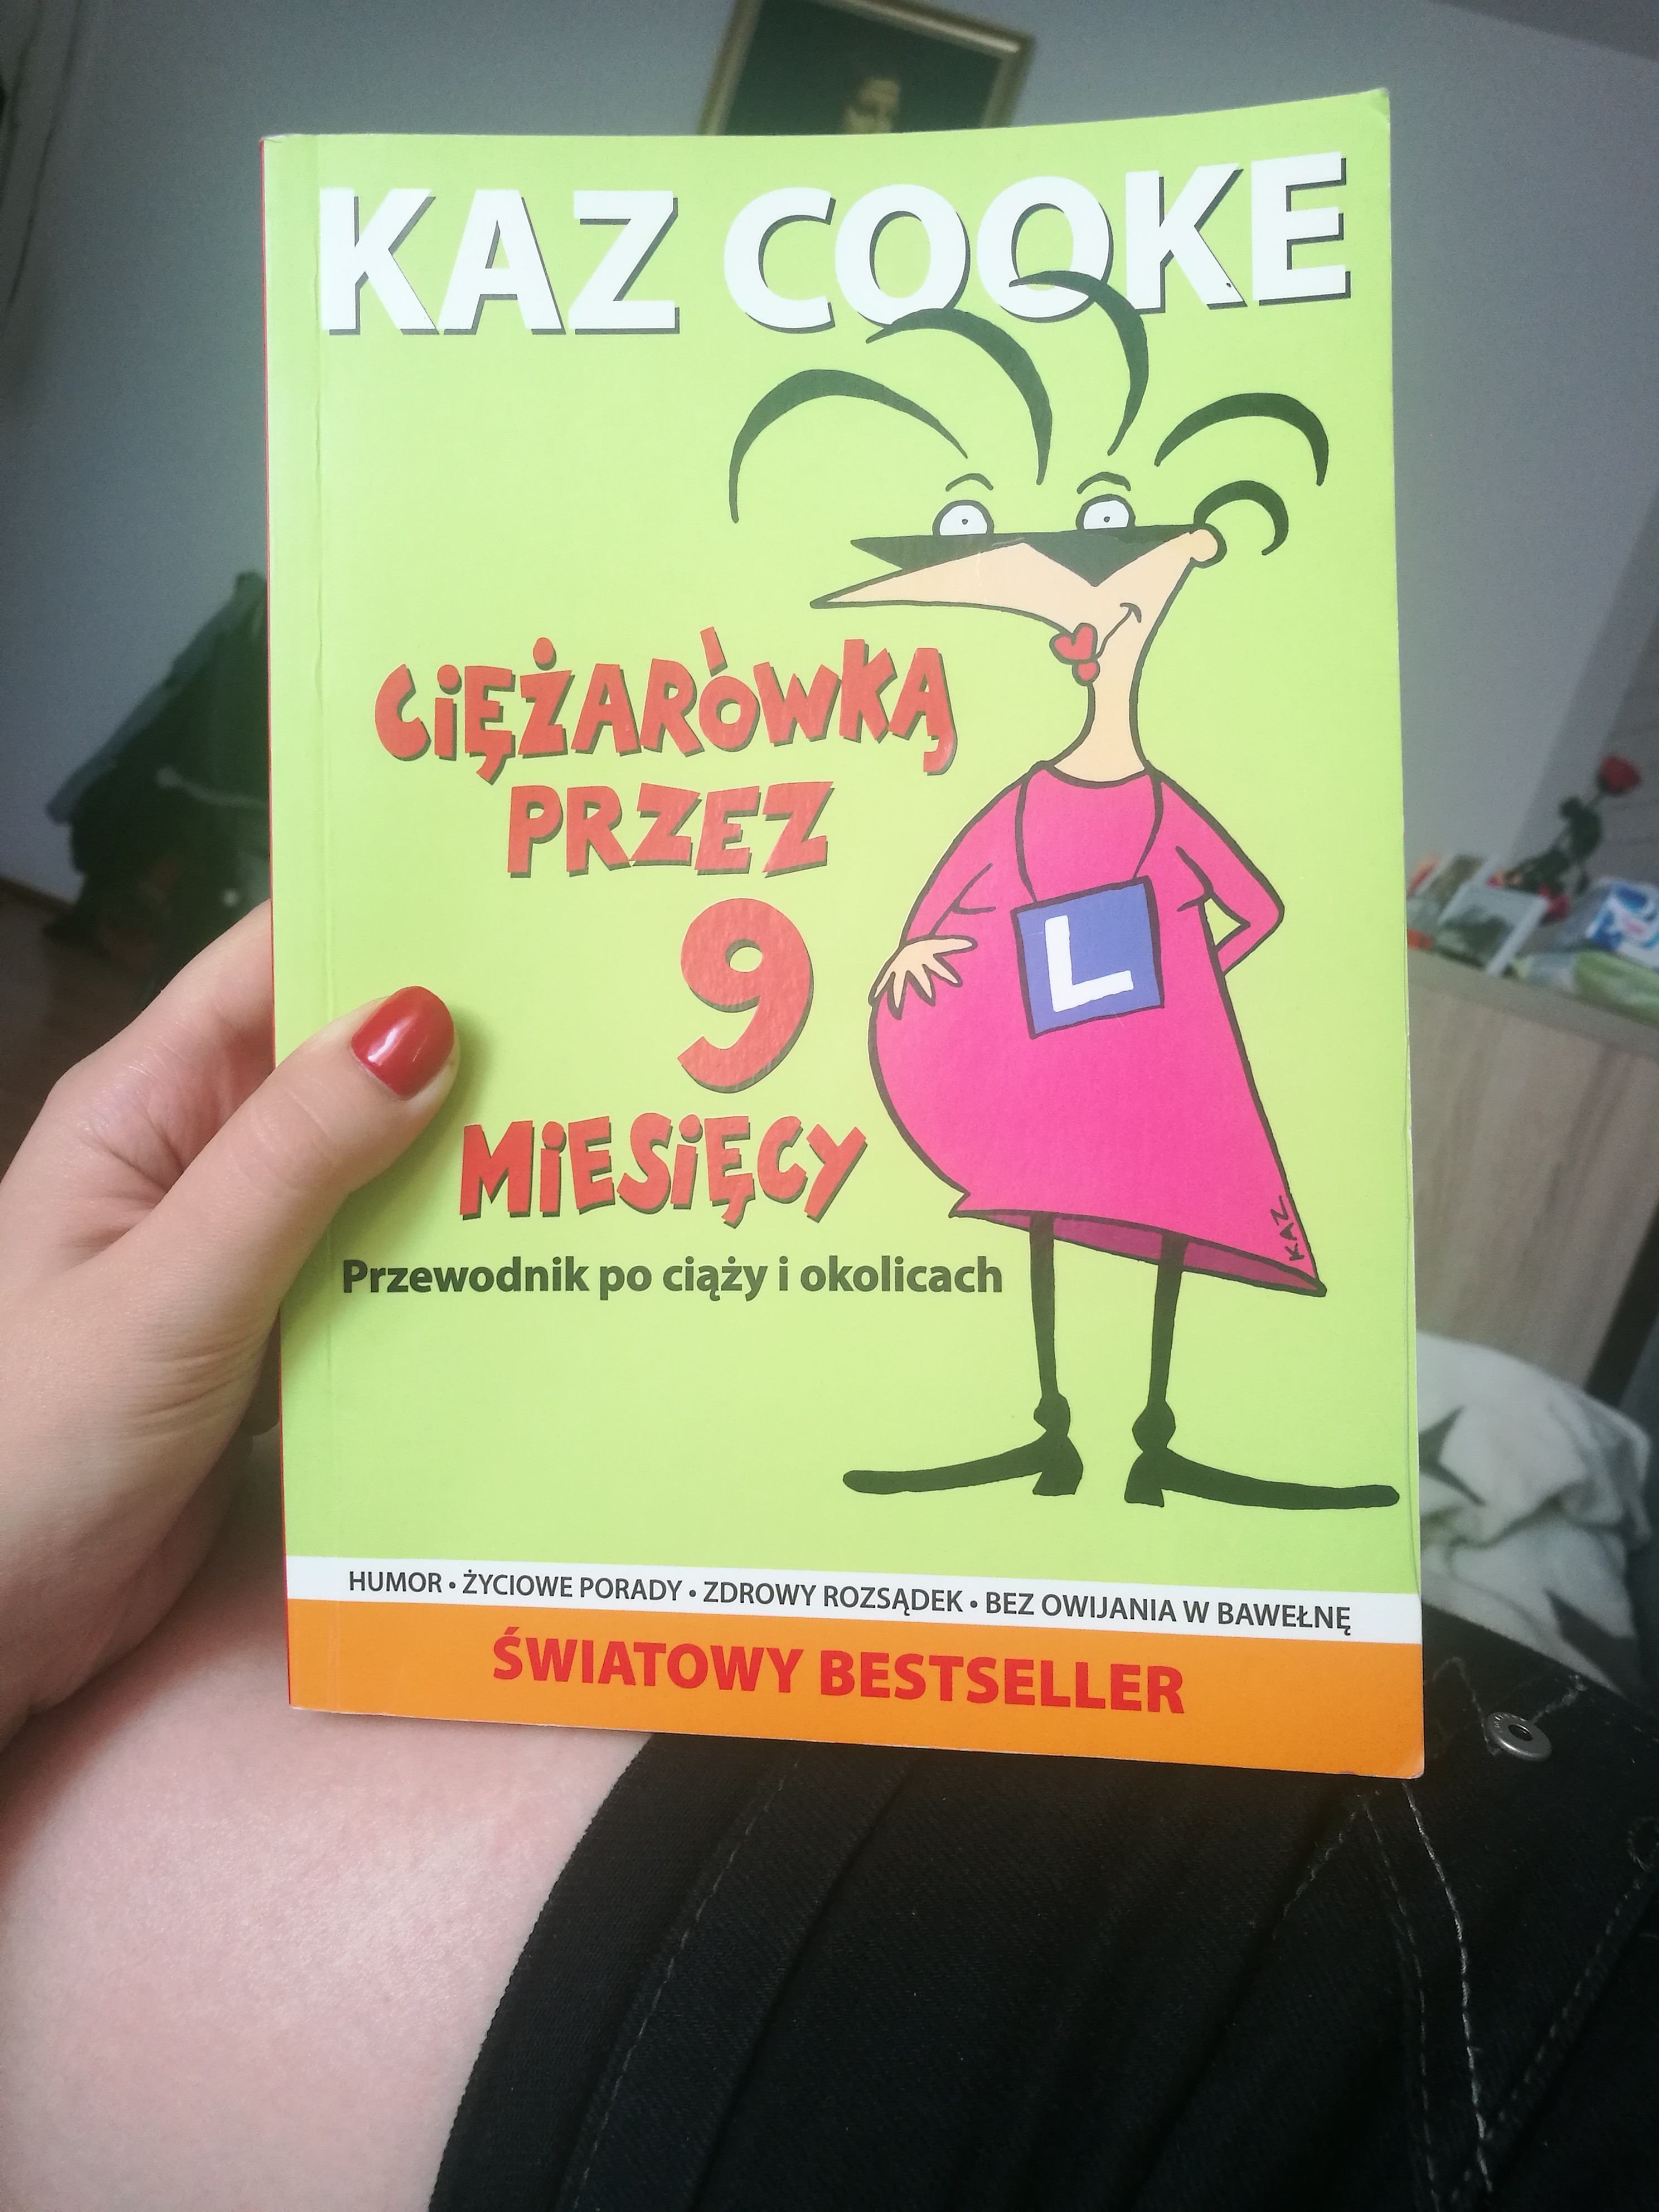 KAZ COOKE
CIĘŻARÓWKĄ
PRZEZ
9
MIESIĘCY
Przewodnik po ciąży i okolicach
L
KAZ
HUMOR • ŻYCIOWE PORADY • ZDROWY ROZSĄDEK • BEZ OWIJANIA W BAWEŁNĘ
ŚWIATOWY BESTSELLER